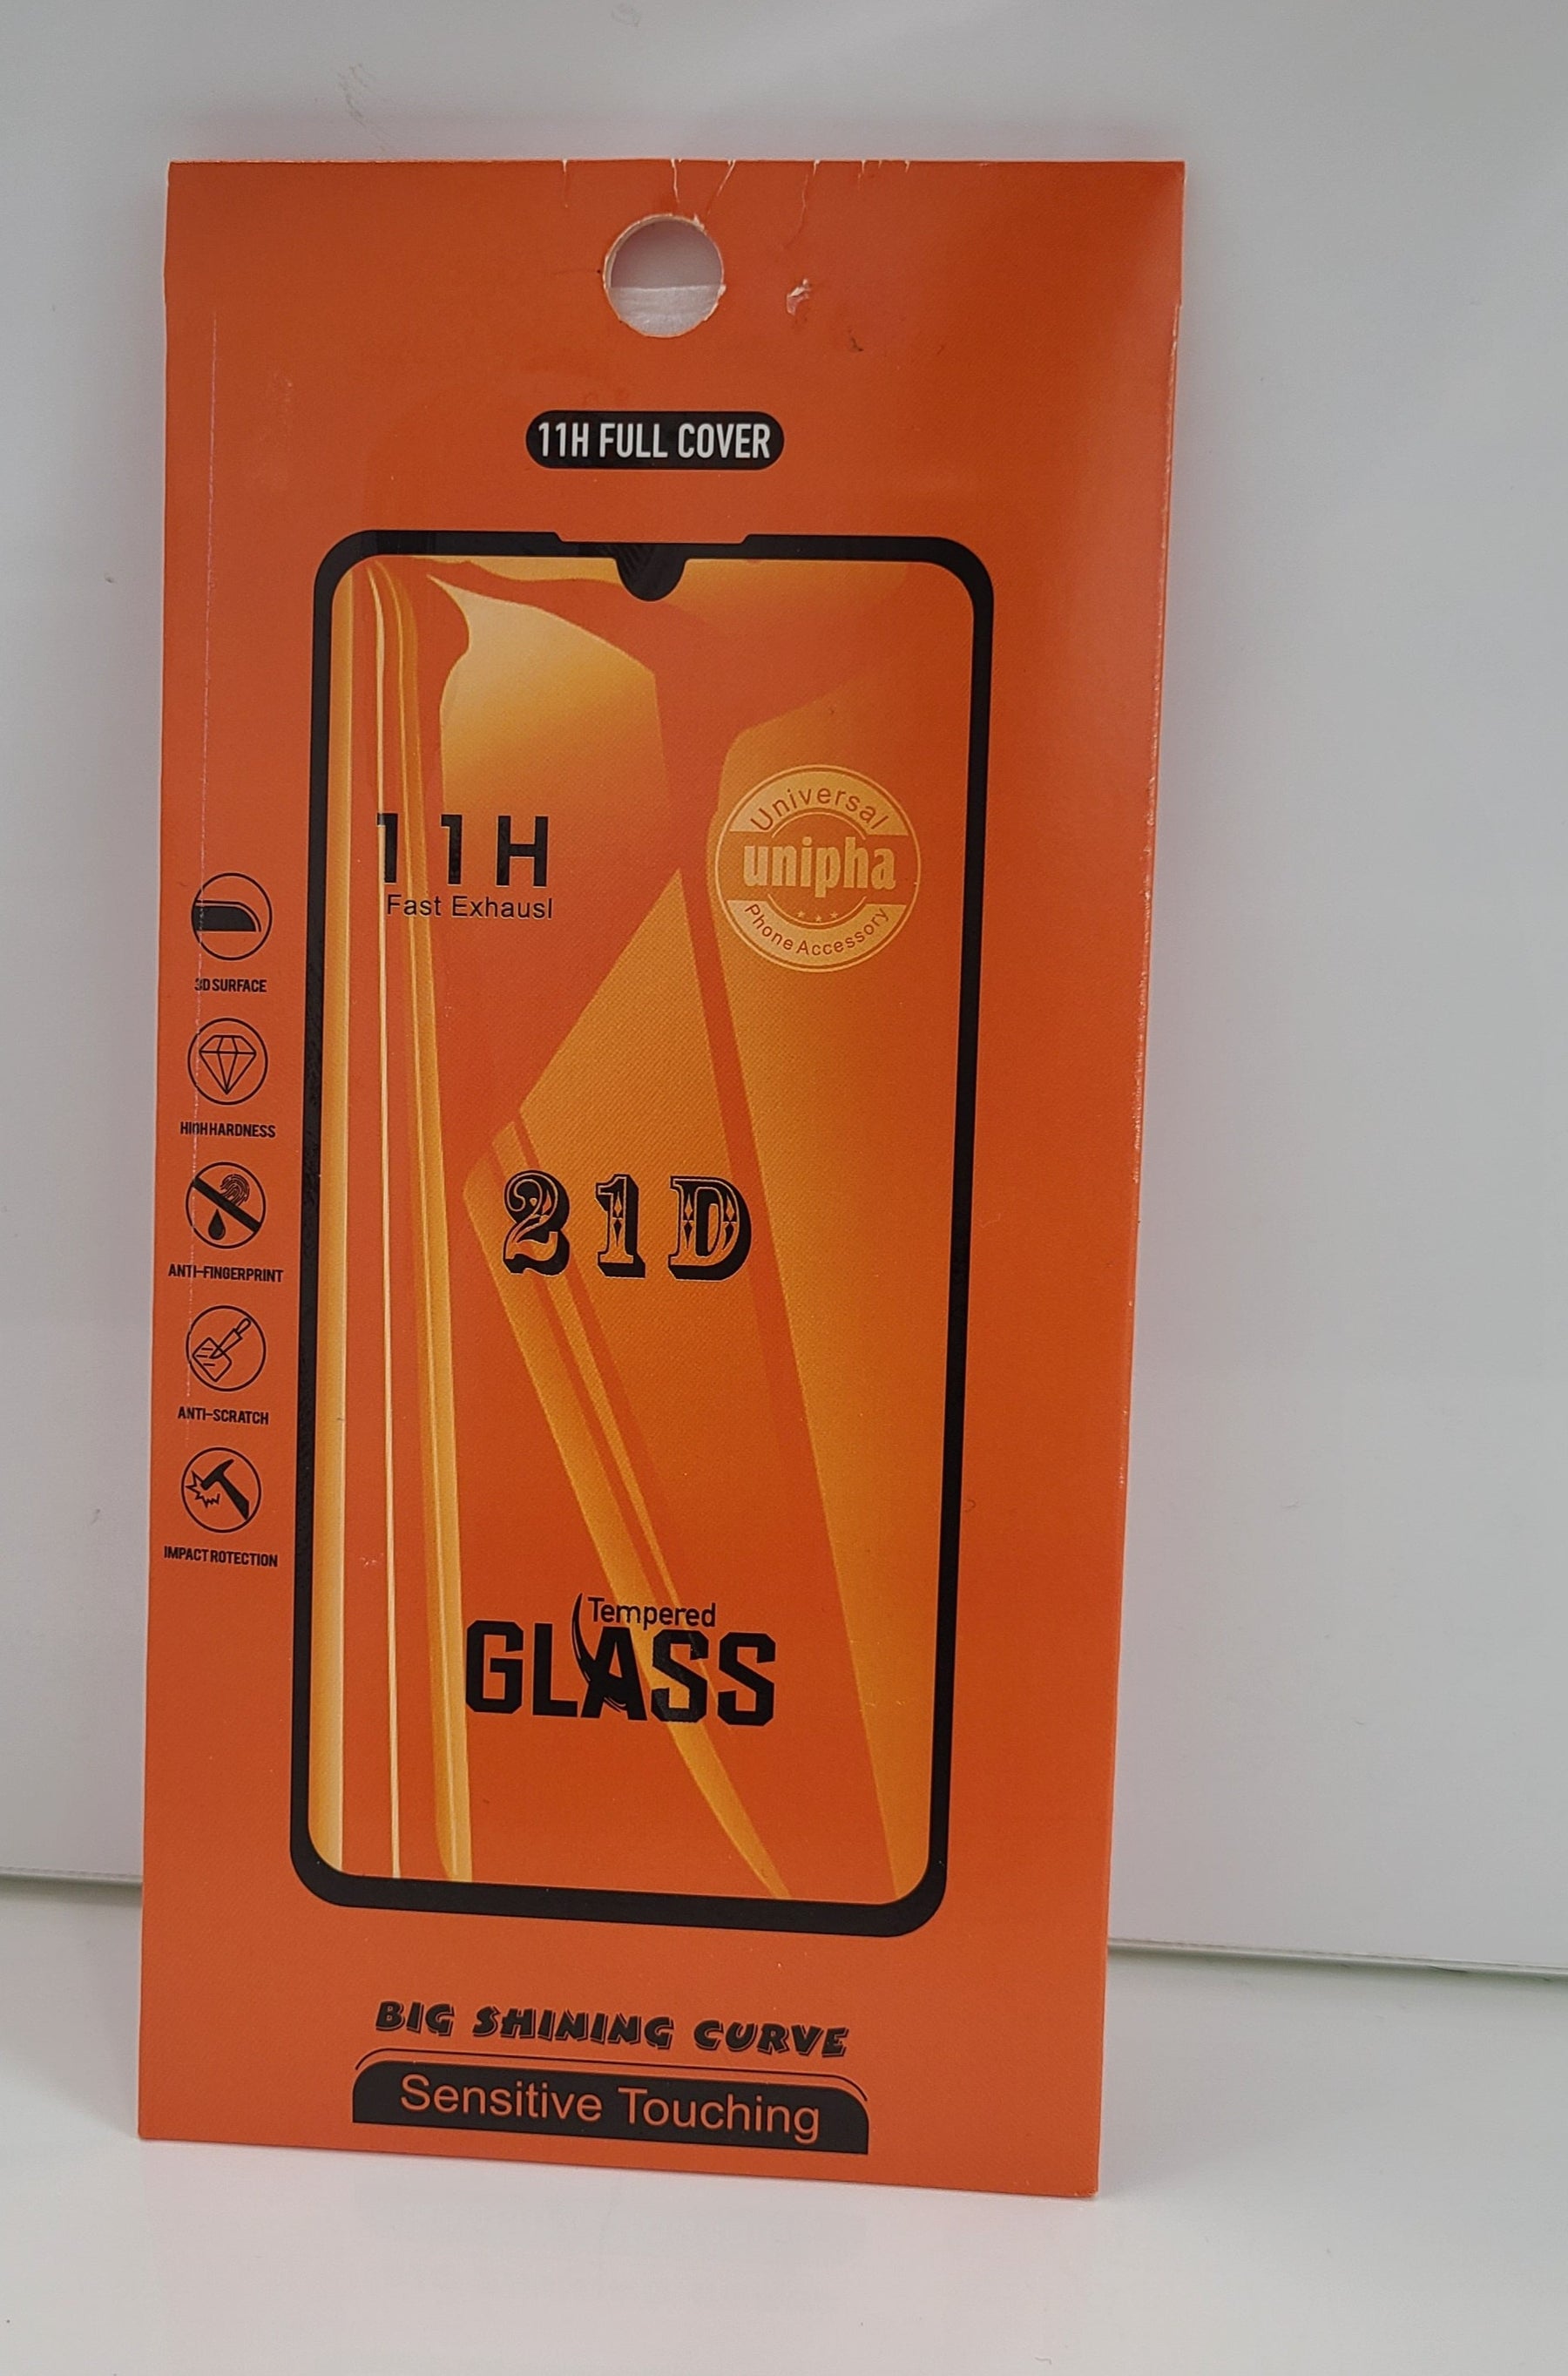 11H FULL COVER
11H
Fast Exhausl
Universal
unipha
Phone Accessory
3D SURFACE
HIGH HARDNESS
ANTI-FINGERPRINT
ANTI-SCRATCH
IMPACT ROTECTION
21D
Tempered
GLASS
BIG SHINING CURVE
Sensitive Touching